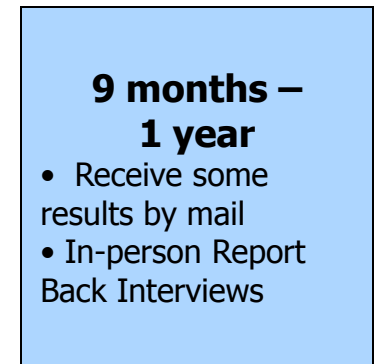 9 months –
1 year
• Receive some
results by mail
• In-person Report
Back Interviews